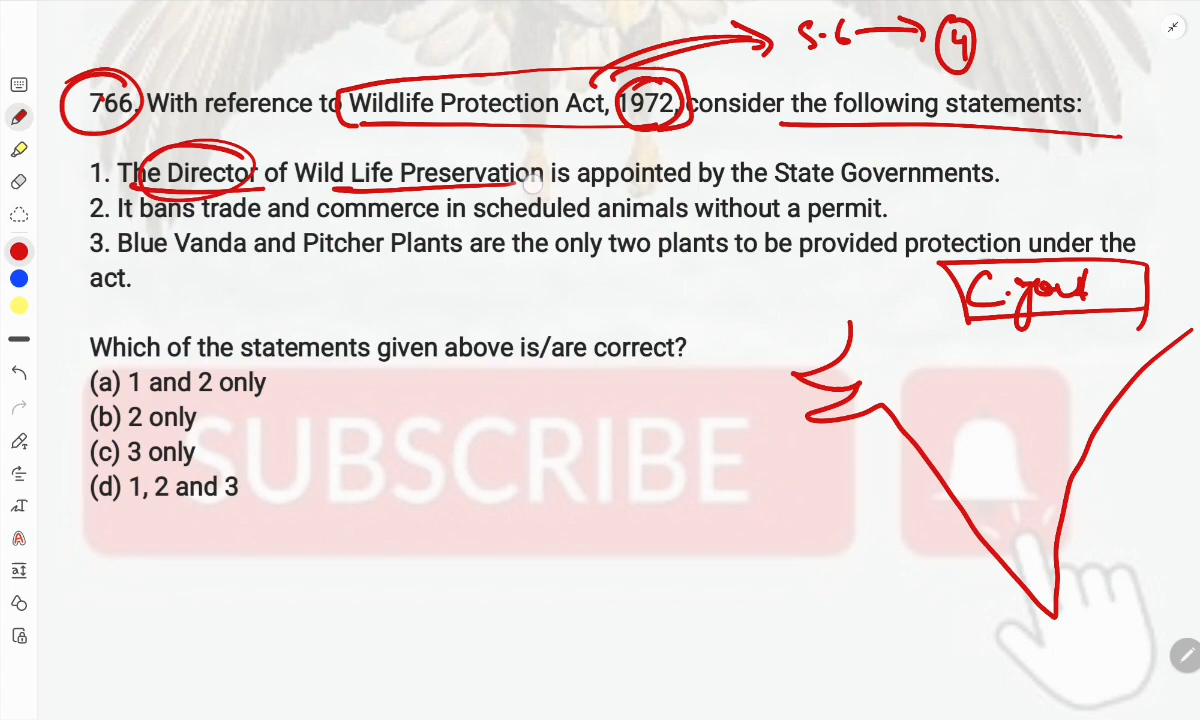 S-6 → 4
766. With reference to Wildlife Protection Act, 1972, consider the following statements:
1. The Director of Wild Life Preservation is appointed by the State Governments.
2. It bans trade and commerce in scheduled animals without a permit.
3. Blue Vanda and Pitcher Plants are the only two plants to be provided protection under the
act.
C. govt
Which of the statements given above is/are correct?
(a) 1 and 2 only
(b) 2 only
(c) 3 only
(d) 1, 2 and 3
SUBSCRIBE